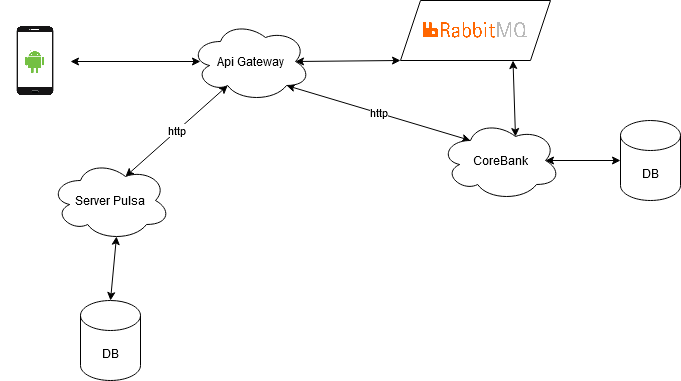 RabbitMQ
Api Gateway
http
http
CoreBank
DB
Server Pulsa
DB